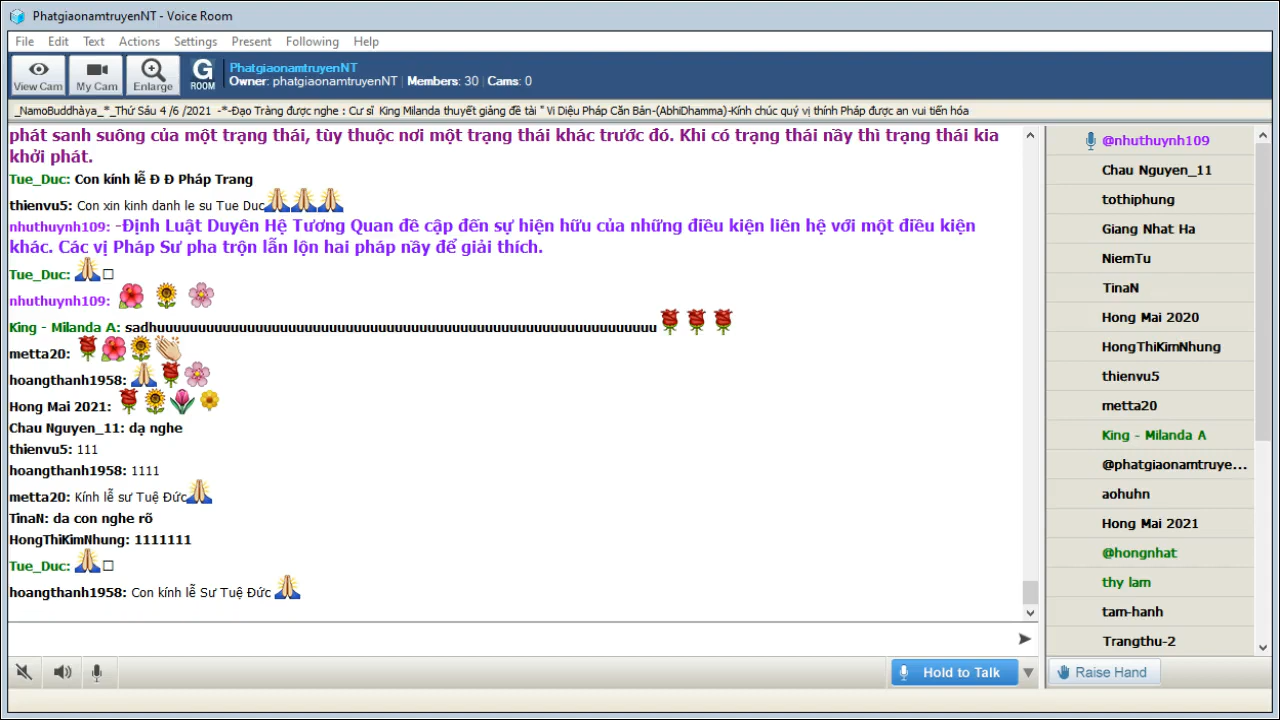 PhatgiaonamtruyenNT - Voice Room
File Edit Text Actions Settings Present Following Help
View Cam My Cam Enlarge G ROOM
PhatgiaonamtruyenNT
Owner: phatgiaonamtruyenNT | Members: 30 | Cams: 0
_NamoBuddhàya_*_Thứ Sáu 4 /6 /2021 -*-Đạo Tràng được nghe : Cư sĩ King Milanda thuyết giảng đề tài " Vi Diệu Pháp Căn Bản-(AbhiDhamma)-Kính chúc quý vị thính Pháp được an vui tiến hóa
phát sanh suông của một trạng thái, tùy thuộc nơi một trạng thái khác trước đó. Khi có trạng thái nầy thì trạng thái kia
khởi phát.
Tue_Duc: Con kính lễ Đ Đ Pháp Trang
thienvu5: Con xin kinh danh le su Tue Duc🙏🙏🙏
nhuthuynh109: -Định Luật Duyên Hệ Tương Quan đề cập đến sự hiện hữu của những điều kiện liên hệ với một điều kiện
khác. Các vị Pháp Sư pha trộn lẫn lộn hai pháp nầy để giải thích.
Tue_Duc: 🙏□
nhuthuynh109: 🌺 🌻 🌸
King - Milanda A: sadhuuuuuuuuuuuuuuuuuuuuuuuuuuuuuuuuuuuuuuuuuuuuuuuuuuuuuuuuuuuuu 🌹 🌹 🌹
metta20: 🌹🌺🌻👏
hoangthanh1958: 🙏🌹🌸
Hong Mai 2021: 🌹🌻🌷🌼
Chau Nguyen_11: dạ nghe
thienvu5: 111
hoangthanh1958: 1111
metta20: Kính lễ sư Tuệ Đức🙏
TinaN: da con nghe rõ
HongThiKimNhung: 1111111
Tue_Duc: 🙏□
hoangthanh1958: Con kính lễ Sư Tuệ Đức 🙏
@nhuthuynh109
Chau Nguyen_11
tothiphung
Giang Nhat Ha
NiemTu
TinaN
Hong Mai 2020
HongThiKimNhung
thienvu5
metta20
King - Milanda A
@phatgiaonamtruye...
aohuhn
Hong Mai 2021
@hongnhat
thy lam
tam-hanh
Trangthu-2
Hold to Talk
Raise Hand